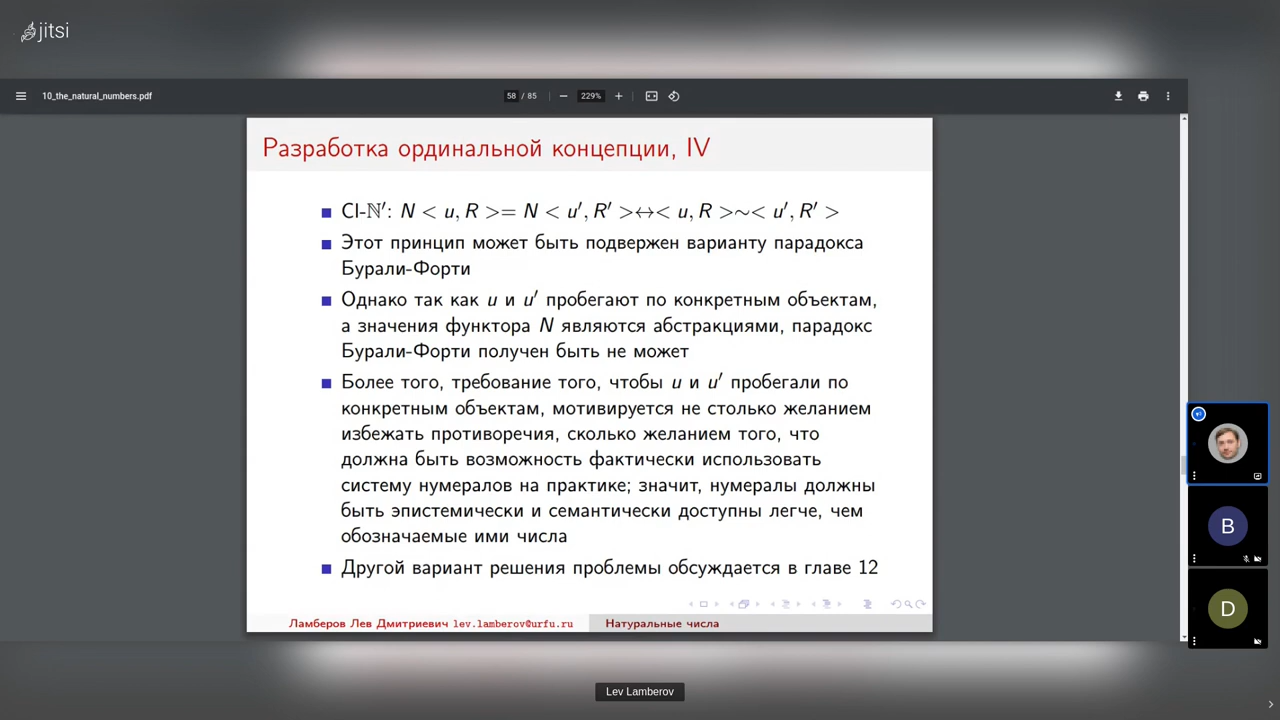 jitsi
10_the_natural_numbers.pdf
58 / 85
229%
Разработка ординальной концепции, IV
CI-ℕ′: N < u, R >= N < u′, R′ >↔< u, R >∼< u′, R′ >
Этот принцип может быть подвержен варианту парадокса
Бурали-Форти
Однако так как u и u′ пробегают по конкретным объектам,
а значения функтора N являются абстракциями, парадокс
Бурали-Форти получен быть не может
Более того, требование того, чтобы u и u′ пробегали по
конкретным объектам, мотивируется не столько желанием
избежать противоречия, сколько желанием того, что
должна быть возможность фактически использовать
систему нумералов на практике; значит, нумералы должны
быть эпистемически и семантически доступны легче, чем
обозначаемые ими числа
Другой вариант решения проблемы обсуждается в главе 12
Ламберов Лев Дмитриевич lev.lamberov@urfu.ru
Натуральные числа
B
D
Lev Lamberov